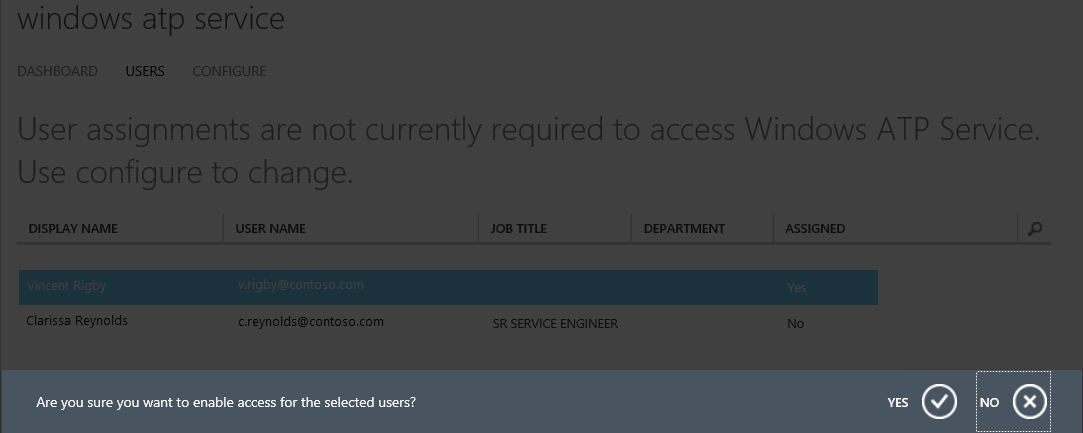 windows atp service
DASHBOARD USERS CONFIGURE
User assignments are not currently required to access Windows ATP Service.
Use configure to change.
DISPLAY NAME USER NAME JOB TITLE DEPARTMENT ASSIGNED
Vincent Rigby v.rigby@contoso.com Yes
Clarissa Reynolds c.reynolds@contoso.com SR SERVICE ENGINEER No
Are you sure you want to enable access for the selected users? YES NO